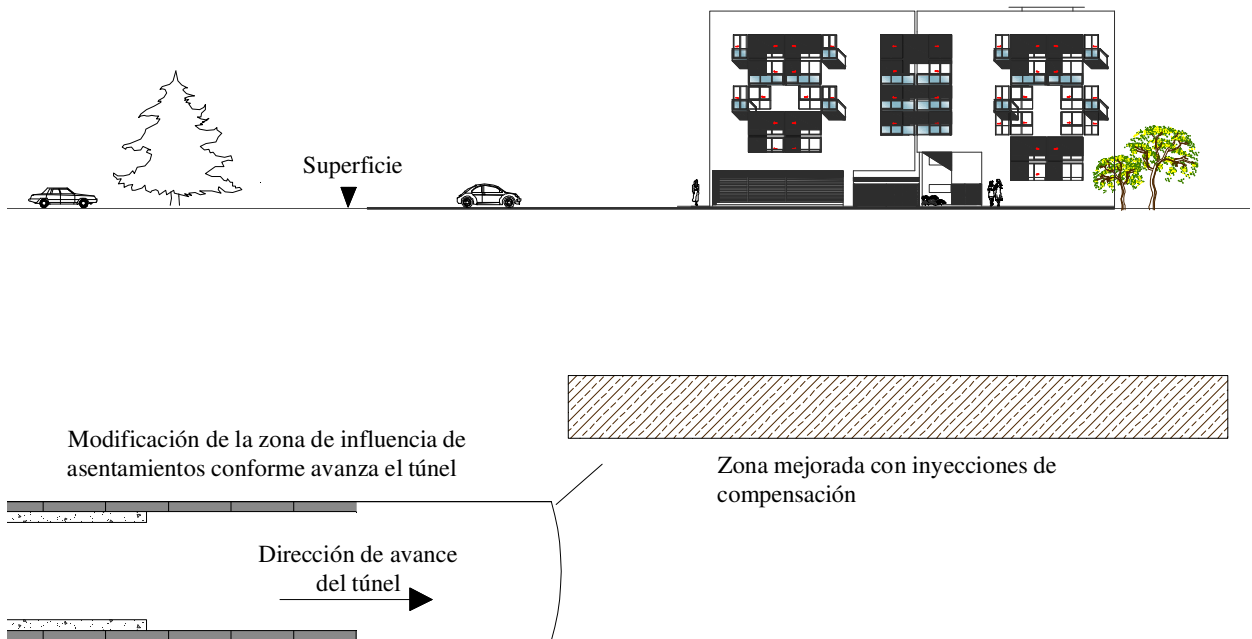 Superficie
Modificación de la zona de influencia de
asentamientos conforme avanza el túnel
Zona mejorada con inyecciones de
compensación
Dirección de avance
del túnel